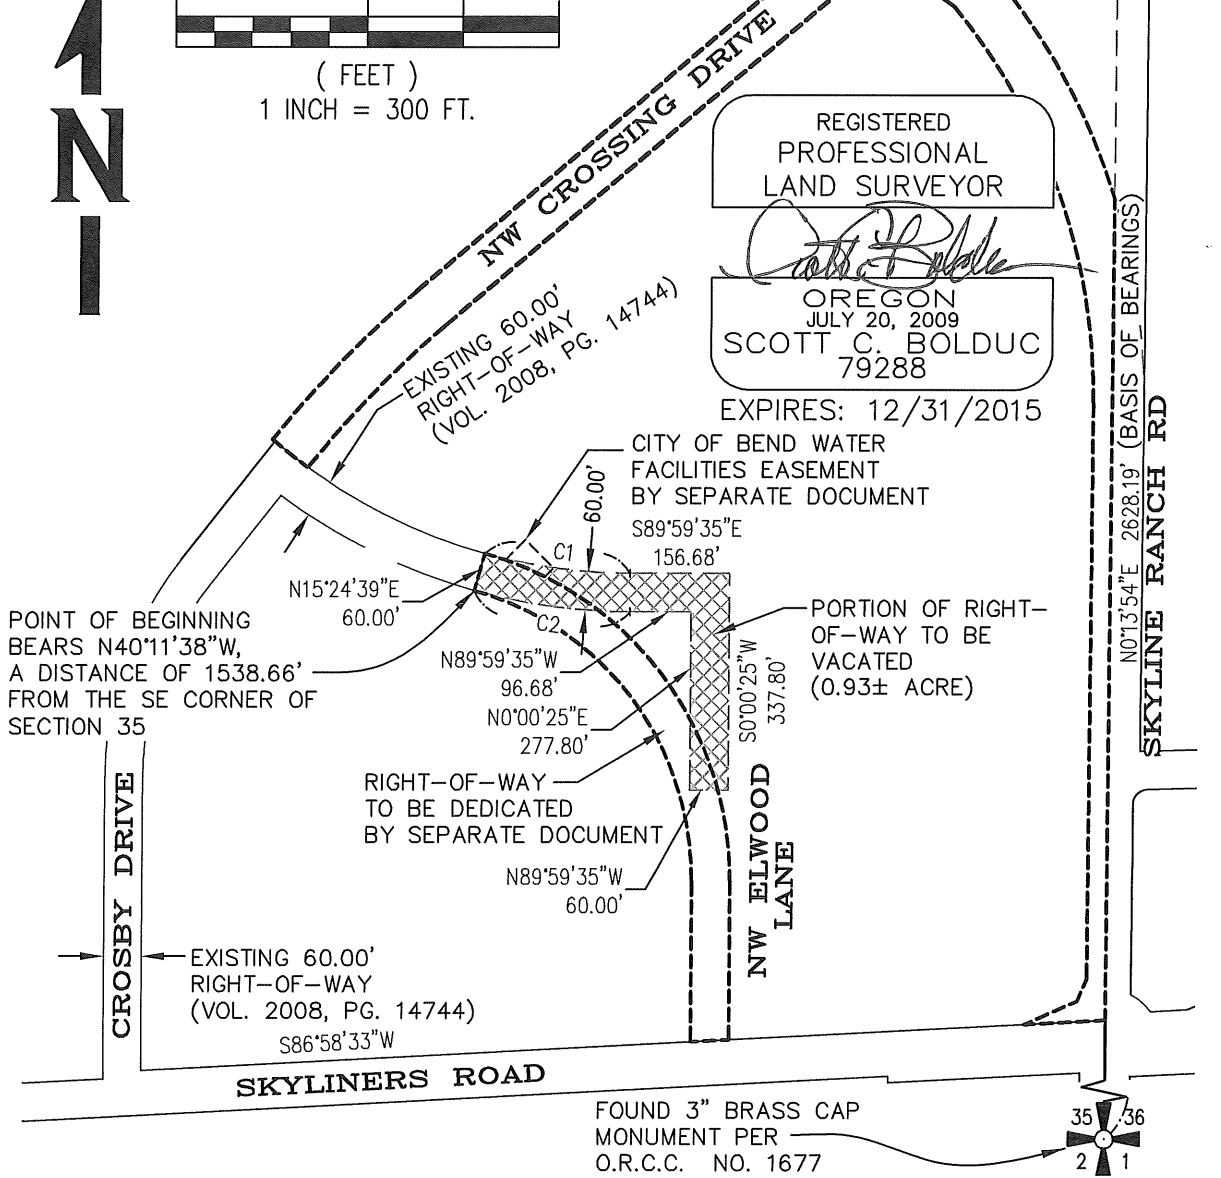 N
( FEET )
1 INCH = 300 FT.
NW CROSSING DRIVE
REGISTERED
PROFESSIONAL
LAND SURVEYOR
Scott C. Bolduc
OREGON
JULY 20, 2009
SCOTT C. BOLDUC
79288
EXPIRES: 12/31/2015
EXISTING 60.00'
RIGHT-OF-WAY
(VOL. 2008, PG. 14744)
N0°13'54"E 2628.19' (BASIS OF BEARINGS)
SKYLINE RANCH RD
CITY OF BEND WATER
FACILITIES EASEMENT
BY SEPARATE DOCUMENT
60.00'
S89°59'35"E
156.68'
C1
N15°24'39"E
60.00'
C2
POINT OF BEGINNING
BEARS N40°11'38"W,
A DISTANCE OF 1538.66'
FROM THE SE CORNER OF
SECTION 35
N89°59'35"W
96.68'
N0°00'25"E
277.80'
S0°00'25"W
337.80'
PORTION OF RIGHT-
OF-WAY TO BE
VACATED
(0.93± ACRE)
RIGHT-OF-WAY
TO BE DEDICATED
BY SEPARATE DOCUMENT
N89°59'35"W
60.00'
NW ELWOOD
LANE
CROSBY DRIVE
EXISTING 60.00'
RIGHT-OF-WAY
(VOL. 2008, PG. 14744)
S86°58'33"W
SKYLINERS ROAD
FOUND 3" BRASS CAP
MONUMENT PER
O.R.C.C. NO. 1677
35 36
2 1